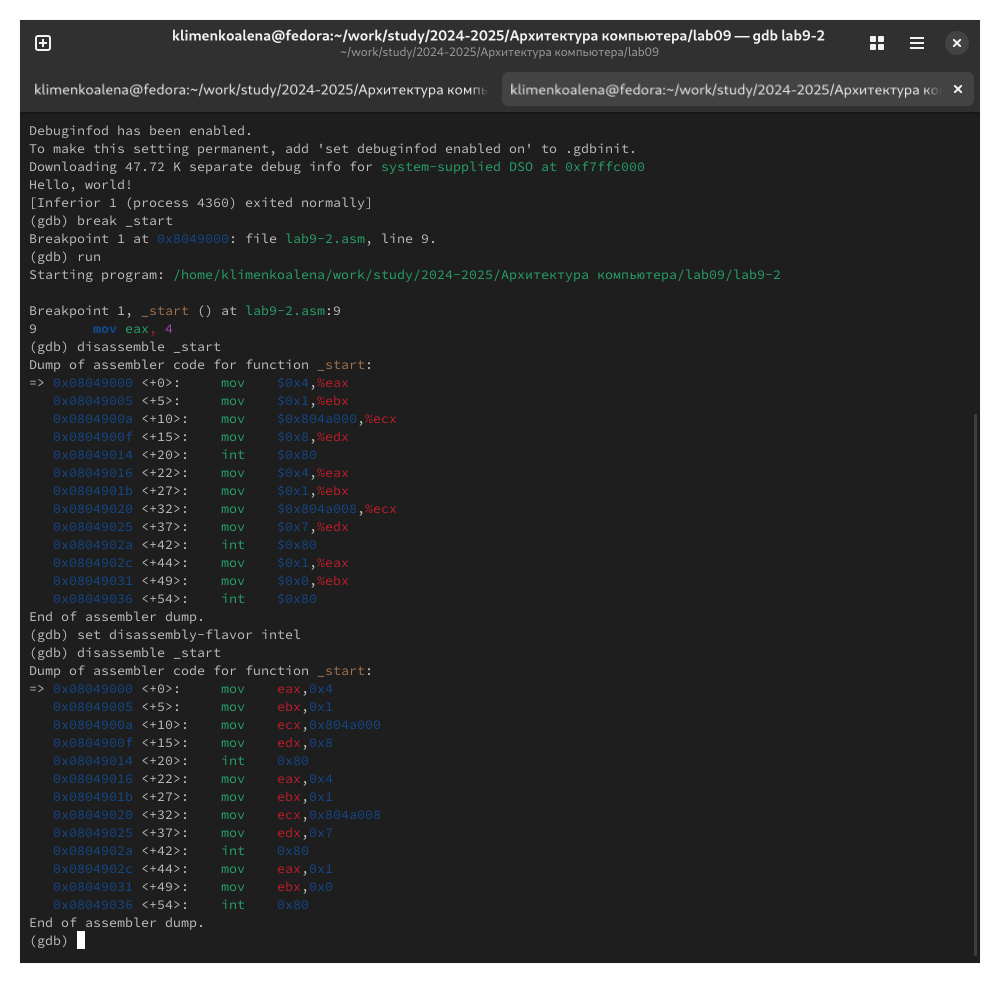 klimenkoalena@fedora:~/work/study/2024-2025/Архитектура компьютера/lab09 — gdb lab9-2
~/work/study/2024-2025/Архитектура компьютера/lab09
klimenkoalena@fedora:~/work/study/2024-2025/Архитектура компь
klimenkoalena@fedora:~/work/study/2024-2025/Архитектура ко
Debuginfod has been enabled.
To make this setting permanent, add 'set debuginfod enabled on' to .gdbinit.
Downloading 47.72 K separate debug info for system-supplied DSO at 0xf7ffc000
Hello, world!
[Inferior 1 (process 4360) exited normally]
(gdb) break _start
Breakpoint 1 at 0x8049000: file lab9-2.asm, line 9.
(gdb) run
Starting program: /home/klimenkoalena/work/study/2024-2025/Архитектура компьютера/lab09/lab9-2
Breakpoint 1, _start () at lab9-2.asm:9
9       mov eax, 4
(gdb) disassemble _start
Dump of assembler code for function _start:
=> 0x08049000 <+0>:     mov    $0x4,%eax
   0x08049005 <+5>:     mov    $0x1,%ebx
   0x0804900a <+10>:    mov    $0x804a000,%ecx
   0x0804900f <+15>:    mov    $0x8,%edx
   0x08049014 <+20>:    int    $0x80
   0x08049016 <+22>:    mov    $0x4,%eax
   0x0804901b <+27>:    mov    $0x1,%ebx
   0x08049020 <+32>:    mov    $0x804a008,%ecx
   0x08049025 <+37>:    mov    $0x7,%edx
   0x0804902a <+42>:    int    $0x80
   0x0804902c <+44>:    mov    $0x1,%eax
   0x08049031 <+49>:    mov    $0x0,%ebx
   0x08049036 <+54>:    int    $0x80
End of assembler dump.
(gdb) set disassembly-flavor intel
(gdb) disassemble _start
Dump of assembler code for function _start:
=> 0x08049000 <+0>:     mov    eax,0x4
   0x08049005 <+5>:     mov    ebx,0x1
   0x0804900a <+10>:    mov    ecx,0x804a000
   0x0804900f <+15>:    mov    edx,0x8
   0x08049014 <+20>:    int    0x80
   0x08049016 <+22>:    mov    eax,0x4
   0x0804901b <+27>:    mov    ebx,0x1
   0x08049020 <+32>:    mov    ecx,0x804a008
   0x08049025 <+37>:    mov    edx,0x7
   0x0804902a <+42>:    int    0x80
   0x0804902c <+44>:    mov    eax,0x1
   0x08049031 <+49>:    mov    ebx,0x0
   0x08049036 <+54>:    int    0x80
End of assembler dump.
(gdb)